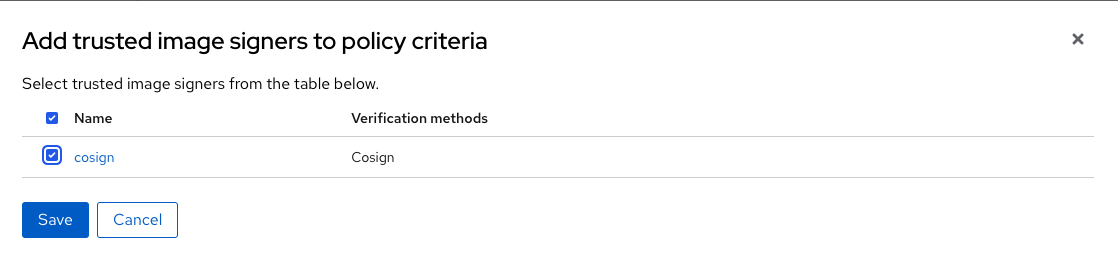 Add trusted image signers to policy criteria
Select trusted image signers from the table below.
Name Verification methods
cosign Cosign
Save Cancel